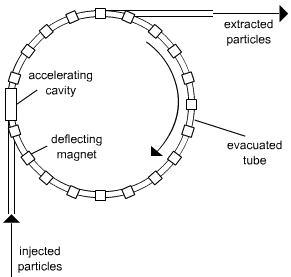 extracted
particles
accelerating
cavity
deflecting
magnet
evacuated
tube
injected
particles